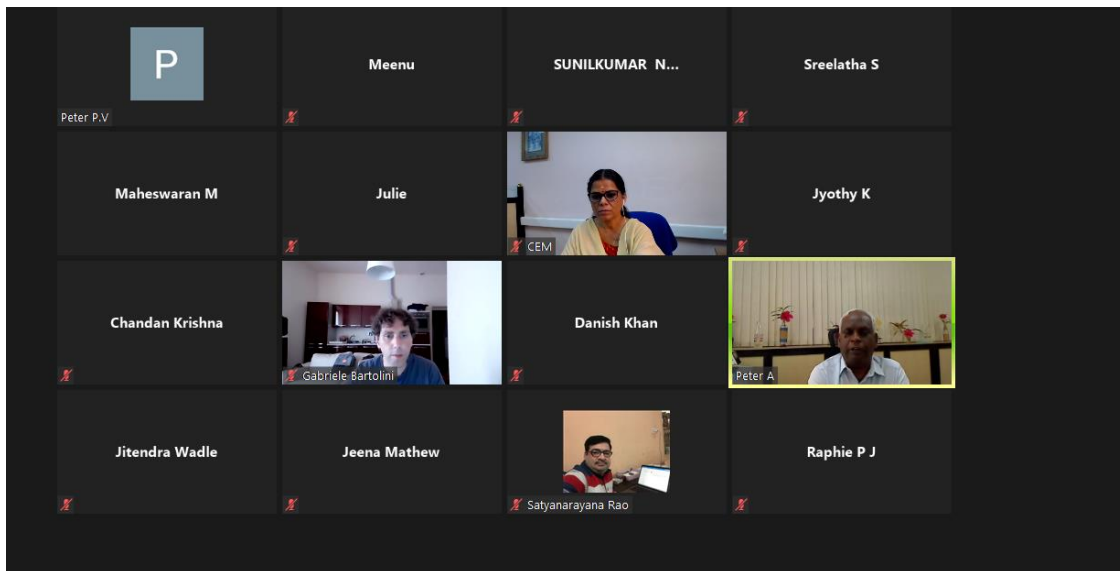 P
Peter P.V
Meenu
SUNILKUMAR N...
Sreelatha S
Maheswaran M
Julie
CEM
Jyothy K
Chandan Krishna
Gabriele Bartolini
Danish Khan
Peter A
Jitendra Wadle
Jeena Mathew
Satyanarayana Rao
Raphie P J